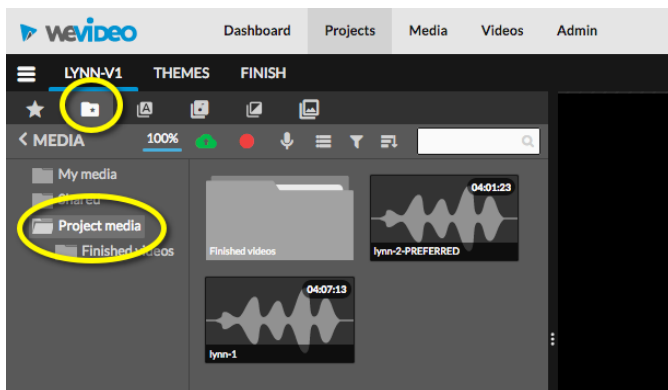 WeVideo Dashboard Projects Media Videos Admin
LYNN-V1 THEMES FINISH
A
MEDIA 100%
My media
Shared
Project media
Finished videos
Finished videos
04:01:23
lynn-2-PREFERRED
04:07:13
lynn-1